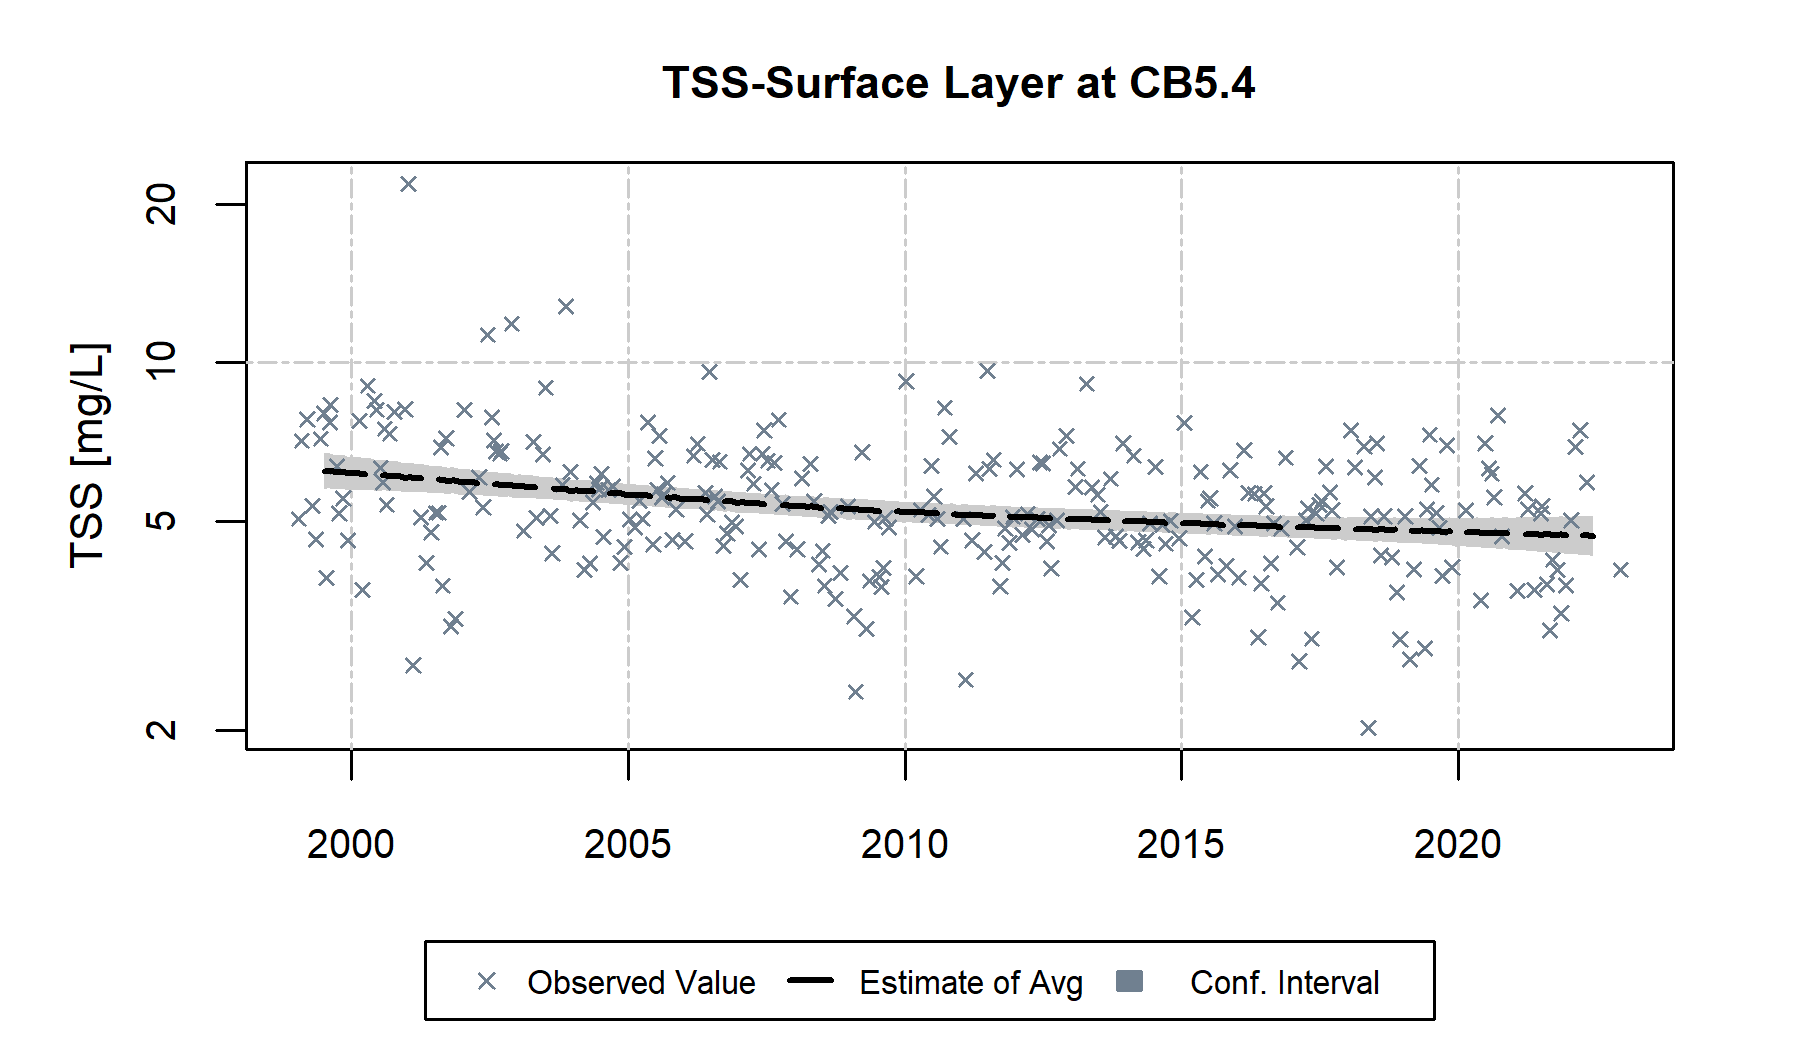 TSS-Surface Layer at CB5.4
TSS [mg/L]
20
10
5
2
2000 2005 2010 2015 2020
Observed Value Estimate of Avg Conf. Interval